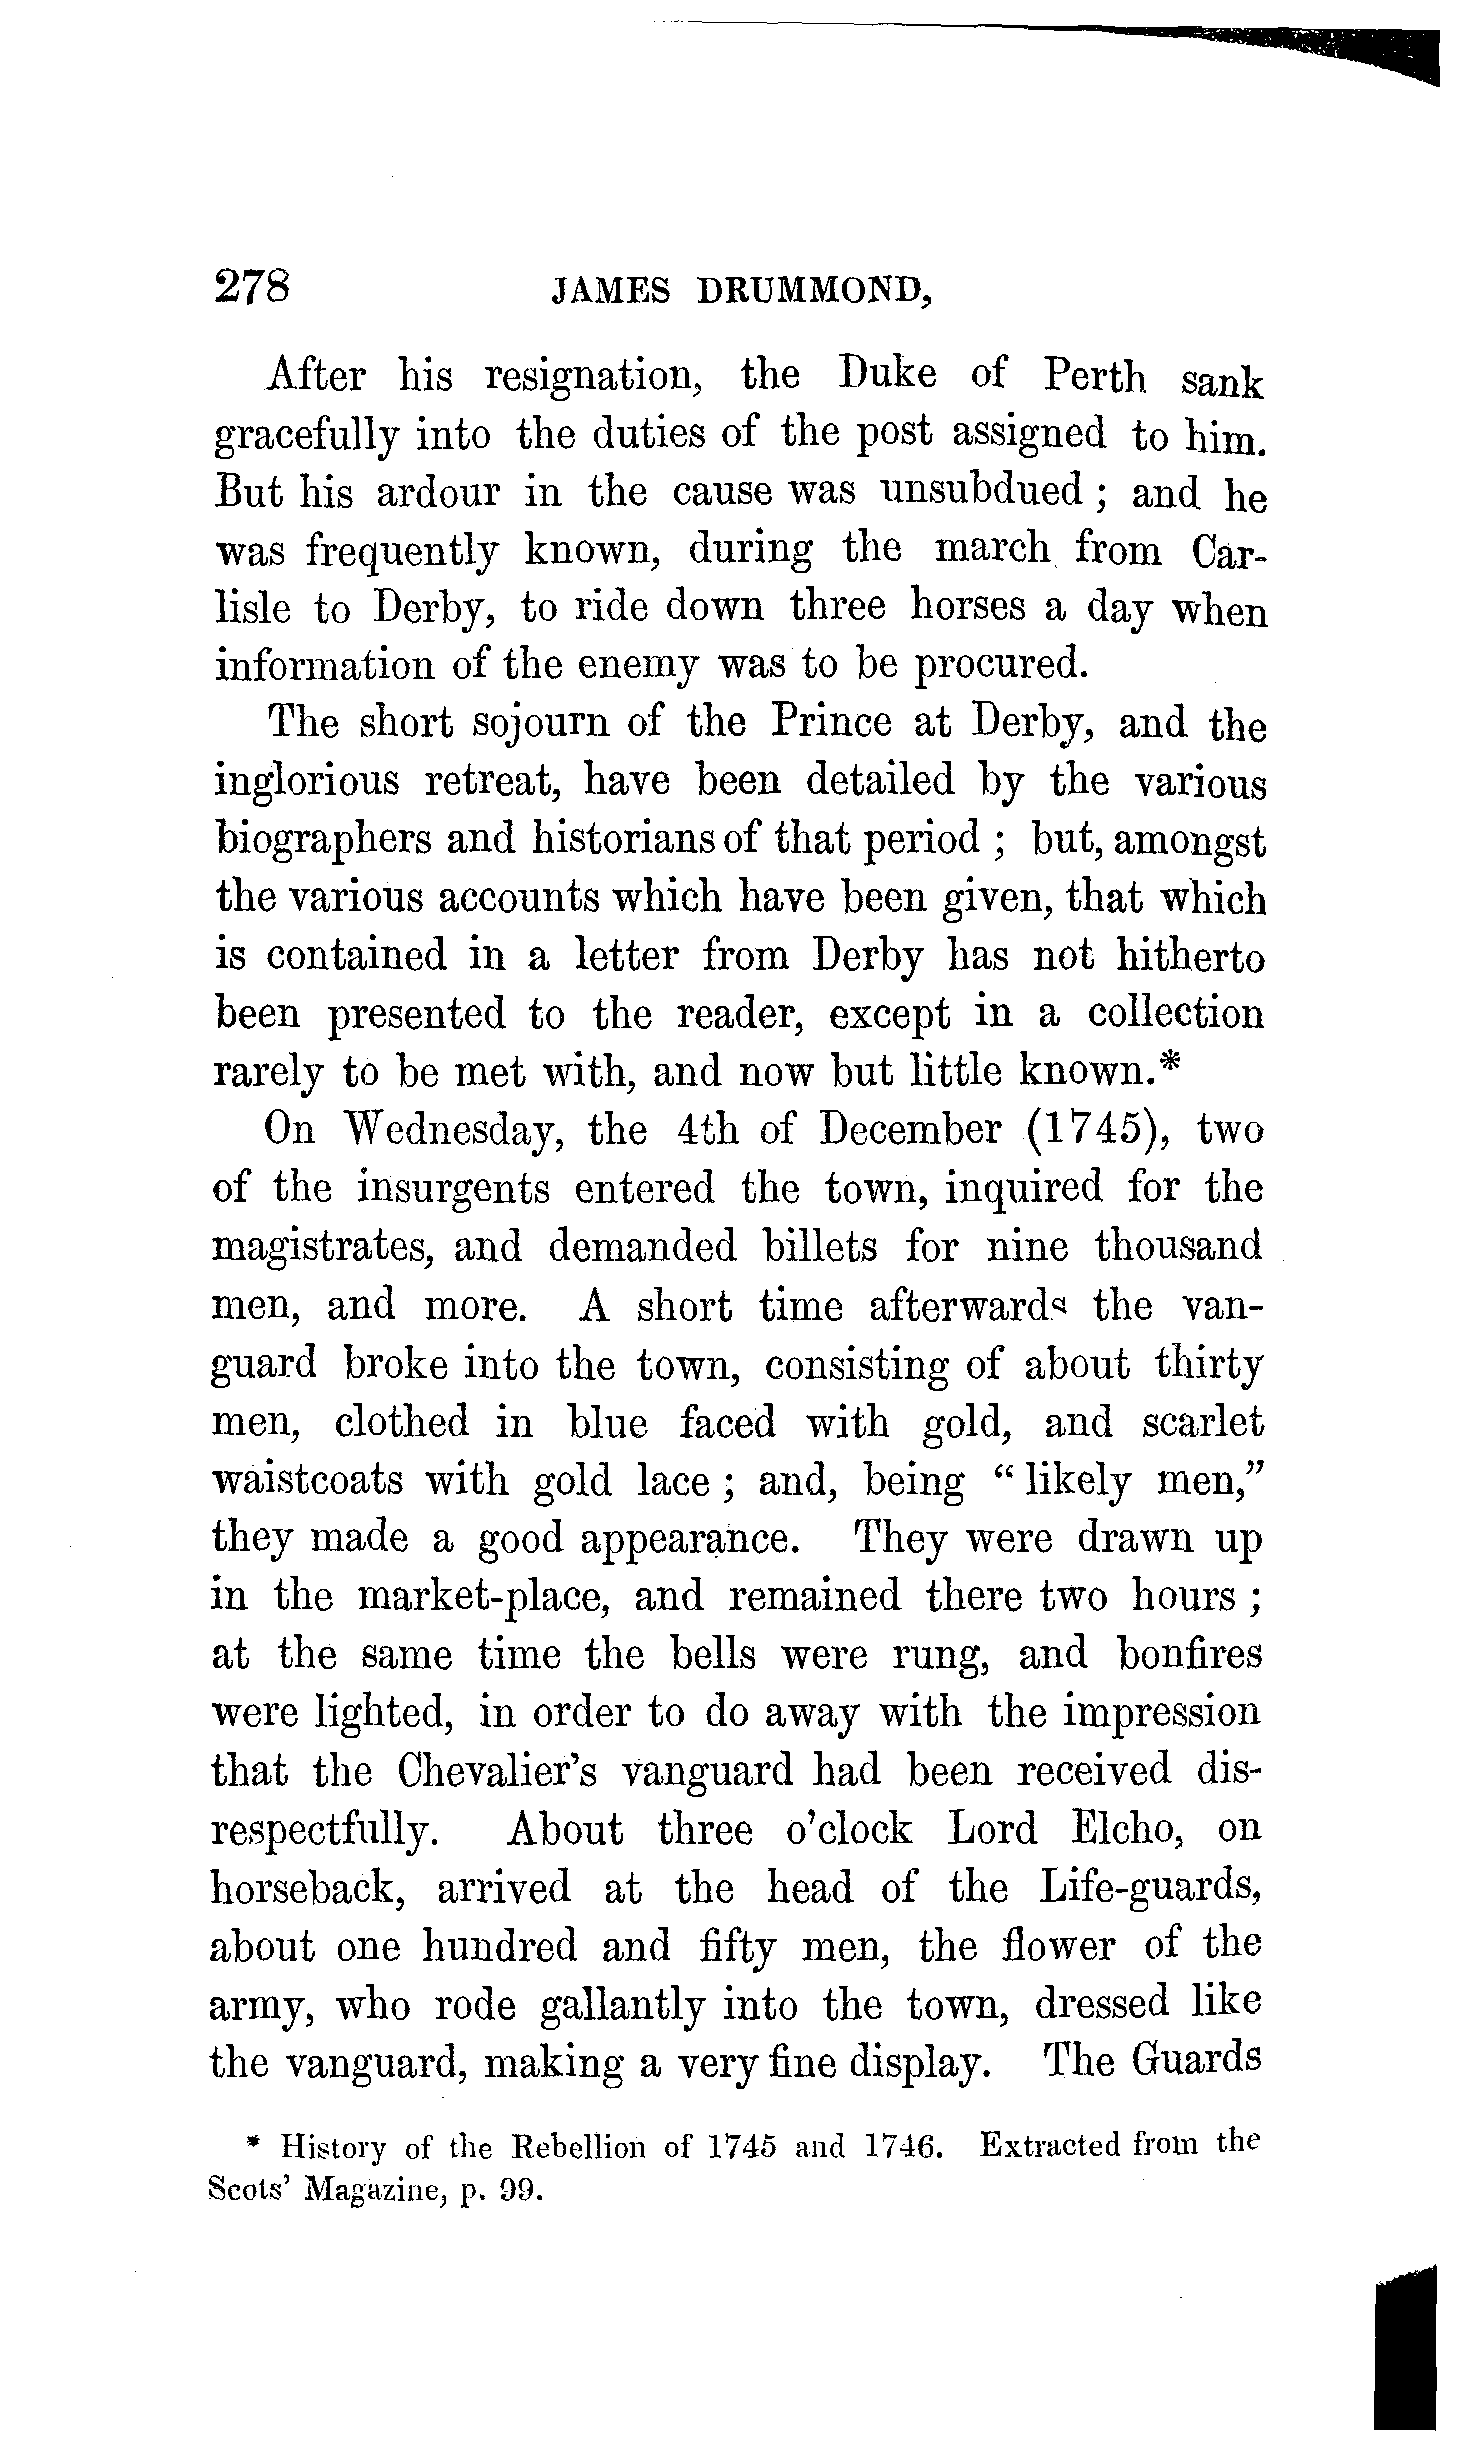 278 JAMES DRUMMOND,
After his resignation, the Duke of Perth sank
gracefully into the duties of the post assigned to him.
But his ardour in the cause was unsubdued ; and he
was frequently known, during the march from Car-
lisle to Derby, to ride down three horses a day when
information of the enemy was to be procured.
The short sojourn of the Prince at Derby, and the
inglorious retreat, have been detailed by the various
biographers and historians of that period ; but, amongst
the various accounts which have been given, that which
is contained in a letter from Derby has not hitherto
been presented to the reader, except in a collection
rarely to be met with, and now but little known.*
On Wednesday, the 4th of December (1745), two
of the insurgents entered the town, inquired for the
magistrates, and demanded billets for nine thousand
men, and more. A short time afterwards the van-
guard broke into the town, consisting of about thirty
men, clothed in blue faced with gold, and scarlet
waistcoats with gold lace ; and, being “ likely men,”
they made a good appearance. They were drawn up
in the market-place, and remained there two hours ;
at the same time the bells were rung, and bonfires
were lighted, in order to do away with the impression
that the Chevalier’s vanguard had been received dis-
respectfully. About three o’clock Lord Elcho, on
horseback, arrived at the head of the Life-guards,
about one hundred and fifty men, the flower of the
army, who rode gallantly into the town, dressed like
the vanguard, making a very fine display. The Guards
* History of the Rebellion of 1745 and 1746. Extracted from the
Scots’ Magazine, p. 99.